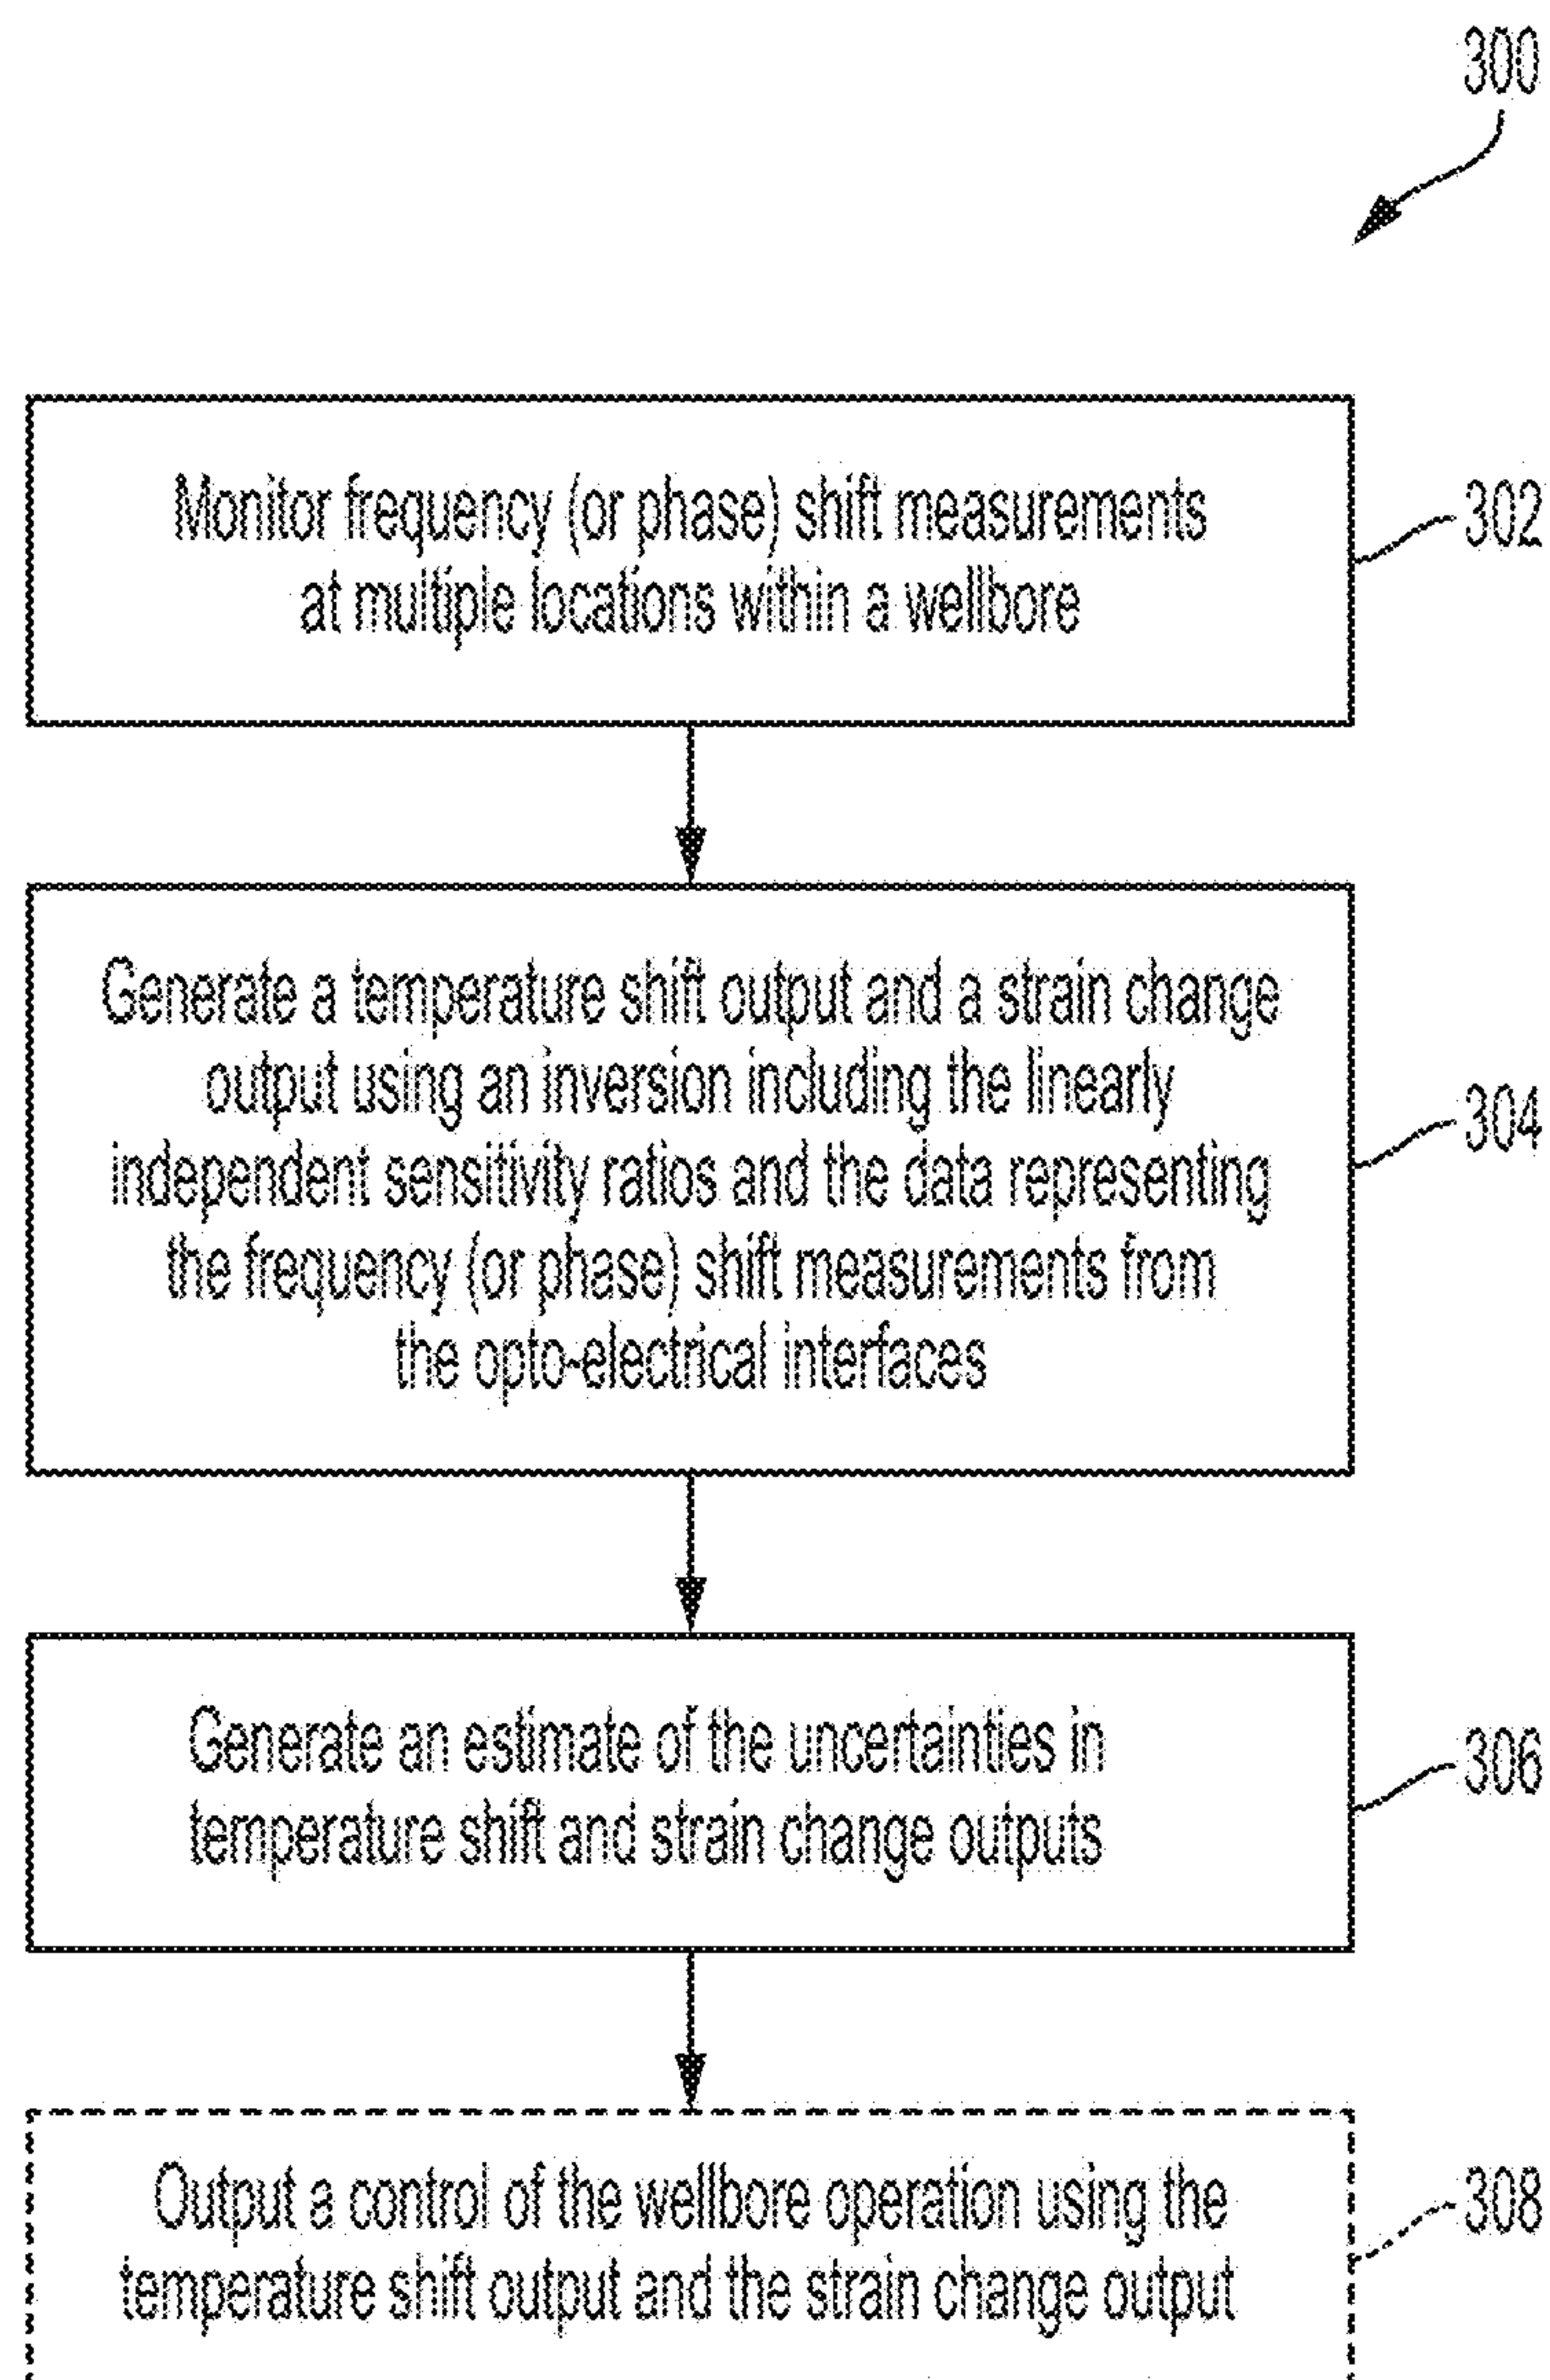 300
Monitor frequency (or phase) shift measurements
at multiple locations within a wellbore
302
Generate a temperature shift output and a strain change
output using an inversion including the linearly
independent sensitivity ratios and the data representing
the frequency (or phase) shift measurements from
the opto-electrical interfaces
304
Generate an estimate of the uncertainties in
temperature shift and strain change outputs
306
Output a control of the wellbore operation using the
temperature shift output and the strain change output
308